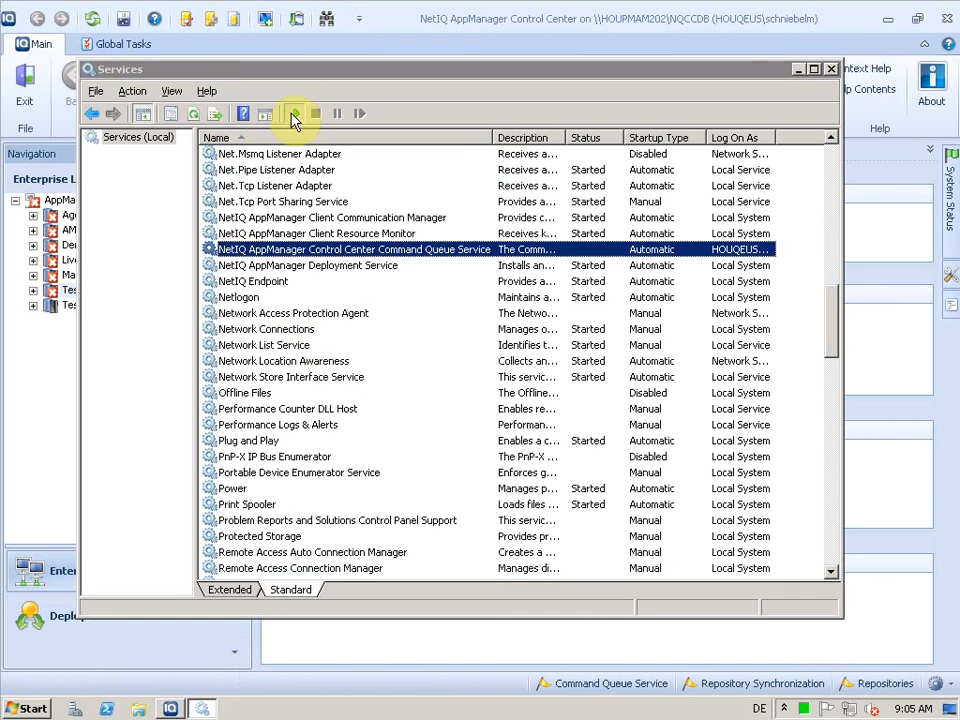 NetIQ AppManager Control Center on \\HOUPMAM202\NQCCDB (HOUQEUS\schniebelm)
Main
Global Tasks
Exit
Ba
ntext Help
lp Contents
About
File
Help
Services
File
Action
View
Help
Navigation
Enterprise L
AppMa
Age
AM
Der
Live
Ma
Tes
Tes
Enter
Deplo
System Status
Services (Local)
Name Description Status Startup Type Log On As
Net.Msmq Listener Adapter Receives a... Disabled Network S...
Net.Pipe Listener Adapter Receives a... Started Automatic Local Service
Net.Tcp Listener Adapter Receives a... Started Automatic Local Service
Net.Tcp Port Sharing Service Provides a... Started Manual Local Service
NetIQ AppManager Client Communication Manager Provides c... Started Automatic Local System
NetIQ AppManager Client Resource Monitor Receives k... Started Automatic Local System
NetIQ AppManager Control Center Command Queue Service The Comm... Automatic HOUQEUS...
NetIQ AppManager Deployment Service Installs an... Started Automatic Local System
NetIQ Endpoint Provides a... Started Automatic Local System
Netlogon Maintains a... Started Automatic Local System
Network Access Protection Agent The Netwo... Manual Network S...
Network Connections Manages o... Started Manual Local System
Network List Service Identifies t... Started Manual Local Service
Network Location Awareness Collects an... Started Automatic Network S...
Network Store Interface Service This servic... Started Automatic Local Service
Offline Files The Offline... Disabled Local System
Performance Counter DLL Host Enables re... Manual Local Service
Performance Logs & Alerts Performan... Manual Local Service
Plug and Play Enables a c... Started Automatic Local System
PnP-X IP Bus Enumerator The PnP-X ... Disabled Local System
Portable Device Enumerator Service Enforces g... Manual Local System
Power Manages p... Started Automatic Local System
Print Spooler Loads files ... Started Automatic Local System
Problem Reports and Solutions Control Panel Support This servic... Manual Local System
Protected Storage Provides pr... Manual Local System
Remote Access Auto Connection Manager Creates a ... Manual Local System
Remote Access Connection Manager Manages di... Manual Local System
Extended
Standard
Command Queue Service
Repository Synchronization
Repositories
Start
DE
9:05 AM